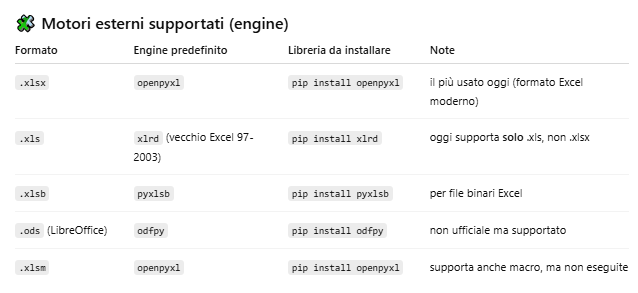 🧩 Motori esterni supportati (engine)
Formato Engine predefinito Libreria da installare Note
.xlsx openpyxl pip install openpyxl il più usato oggi (formato Excel
moderno)
.xls xlrd (vecchio Excel 97-
2003) pip install xlrd oggi supporta solo .xls, non .xlsx
.xlsb pyxlsb pip install pyxlsb per file binari Excel
.ods (LibreOffice) odfpy pip install odfpy non ufficiale ma supportato
.xlsm openpyxl pip install openpyxl supporta anche macro, ma non eseguite